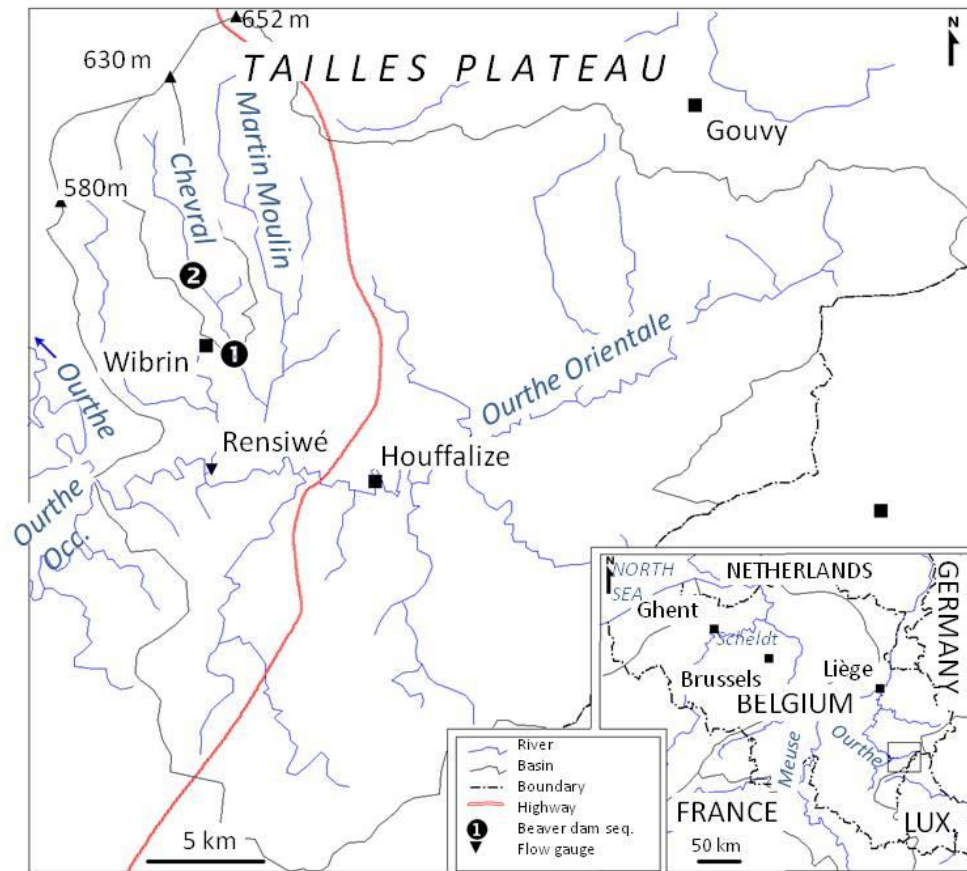 652 m
630 m
TAILLES PLATEAU
N
Gouvy
Martin Moulin
Chevral
580m
2
1
Wibrin
Ourthe
Ourthe Orientale
Rensiwé
Houffalize
Ourthe
Occ.
5 km
River
Basin
Boundary
Highway
1 Beaver dam seq.
Flow gauge
N
NORTH
SEA
NETHERLANDS
GERMANY
Ghent
Scheldt
Brussels
Liège
BELGIUM
Meuse
Ourthe
FRANCE
LUX.
50 km